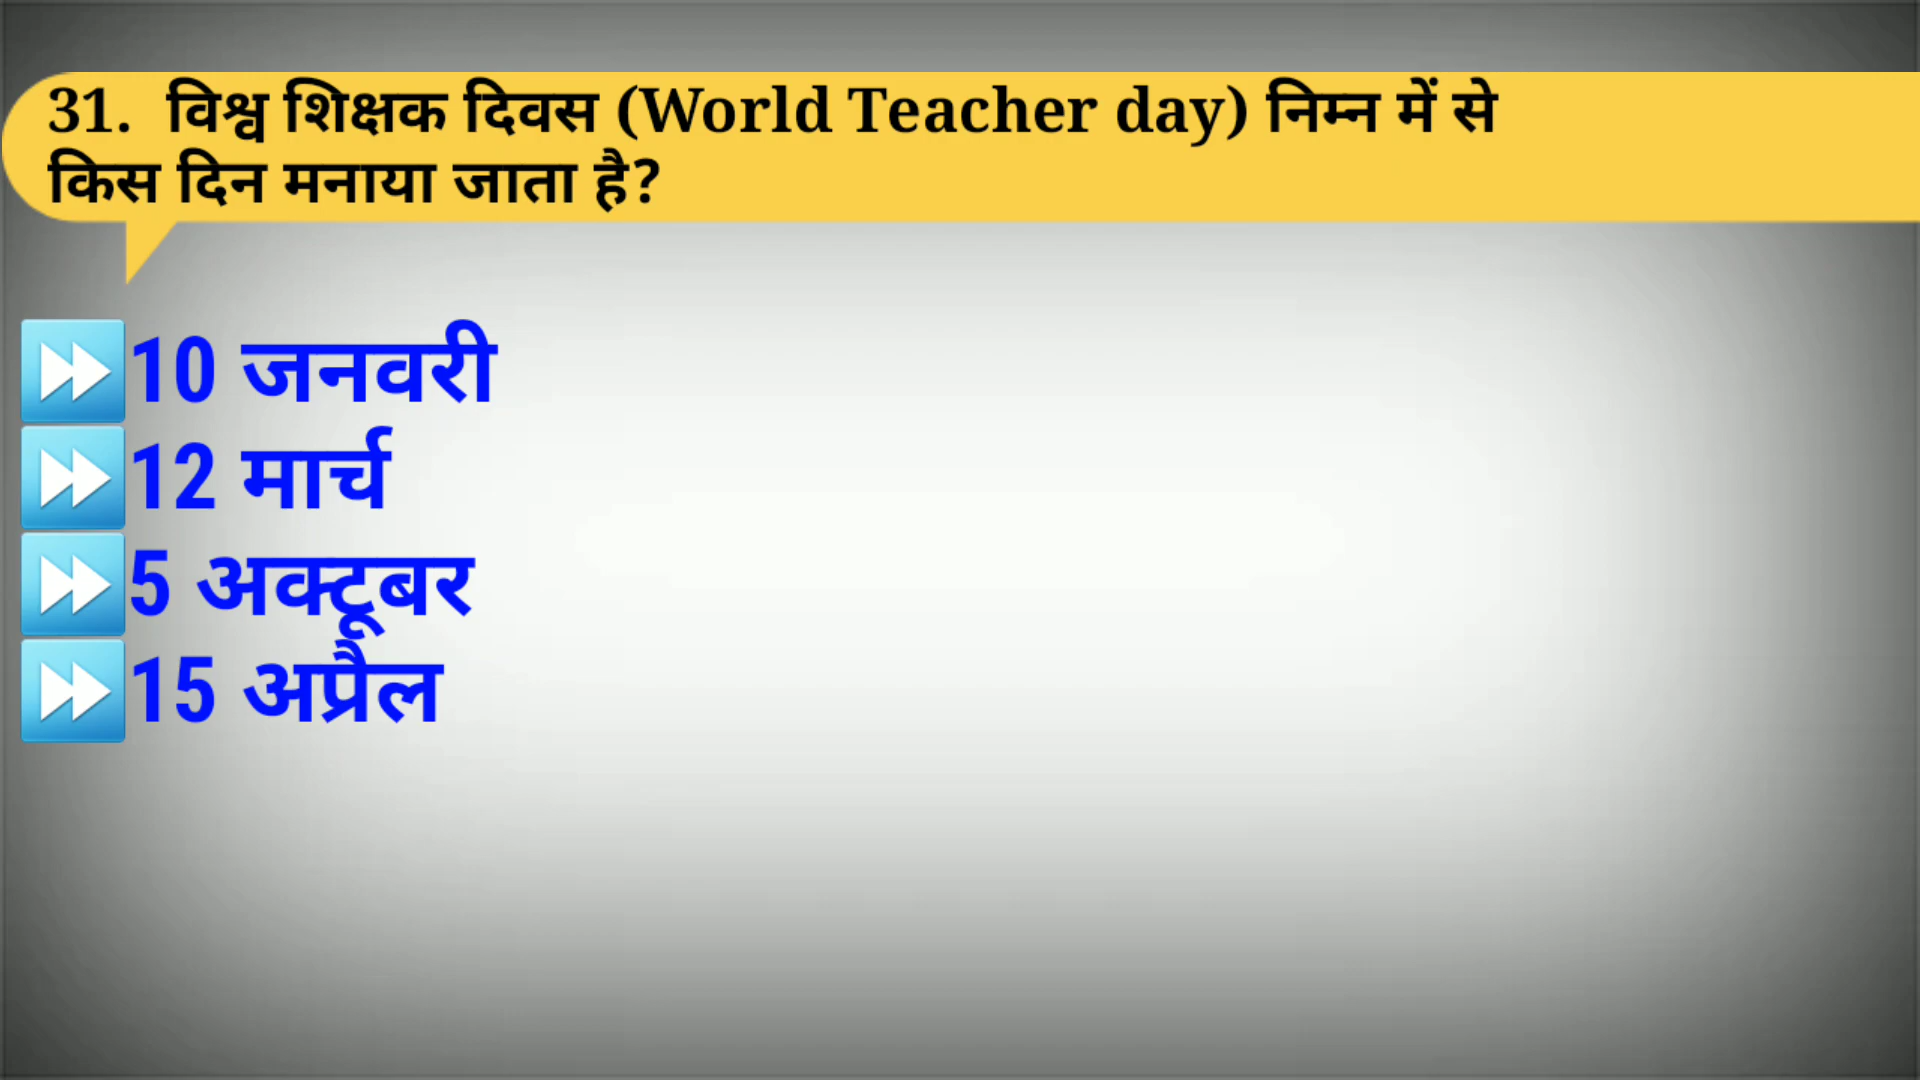 31. विश्व शिक्षक दिवस (World Teacher day) निम्न में से
किस दिन मनाया जाता है?
⏩10 जनवरी
⏩12 मार्च
⏩5 अक्टूबर
⏩15 अप्रैल